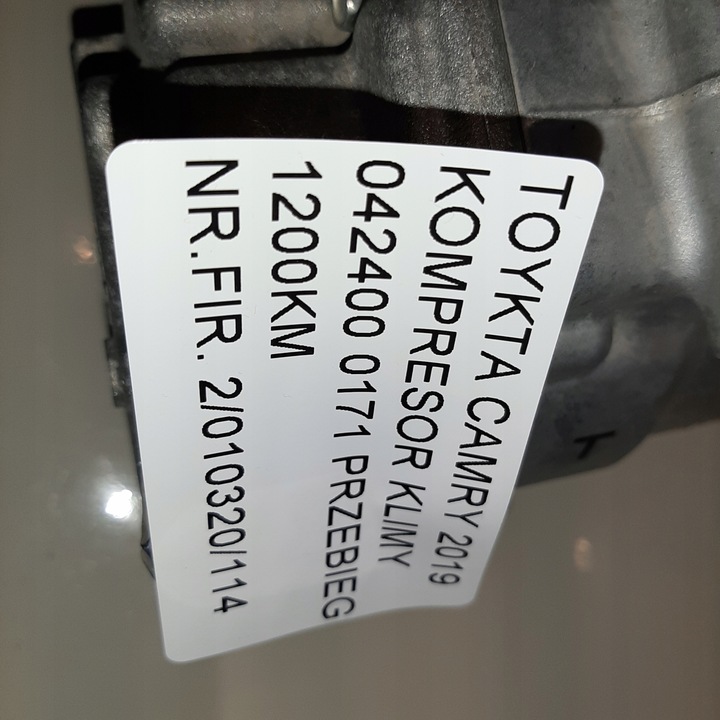 TOYKTA CAMRY 2019
KOMPRESOR KLIMY
042400 0171 PRZEBIEG
1200KM
NR.FIR. 2/010320/114
K